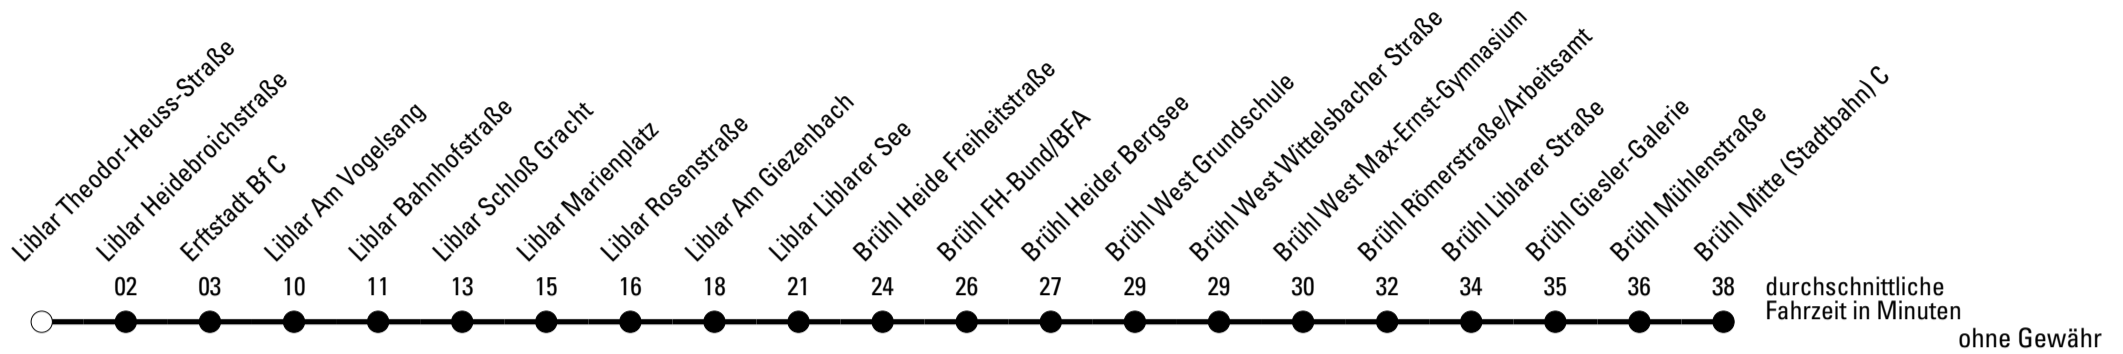 Liblar Theodor-Heuss-Straße
Liblar Heidebroichstraße
Erftstadt Bf C
Liblar Am Vogelsang
Liblar Bahnhofstraße
Liblar Schloß Gracht
Liblar Marienplatz
Liblar Rosenstraße
Liblar Am Giezenbach
Liblar Liblarer See
Brühl Heide Freiheitstraße
Brühl FH-Bund/BFA
Brühl Heider Bergsee
Brühl West Grundschule
Brühl West Wittelsbacher Straße
Brühl West Max-Ernst-Gymnasium
Brühl Römerstraße/Arbeitsamt
Brühl Liblarer Straße
Brühl Giesler-Galerie
Brühl Mühlenstraße
Brühl Mitte (Stadtbahn) C
02 03 10 11 13 15 16 18 21 24 26 27 29 29 30 32 34 35 36 38 durchschnittliche
Fahrzeit in Minuten
ohne Gewähr